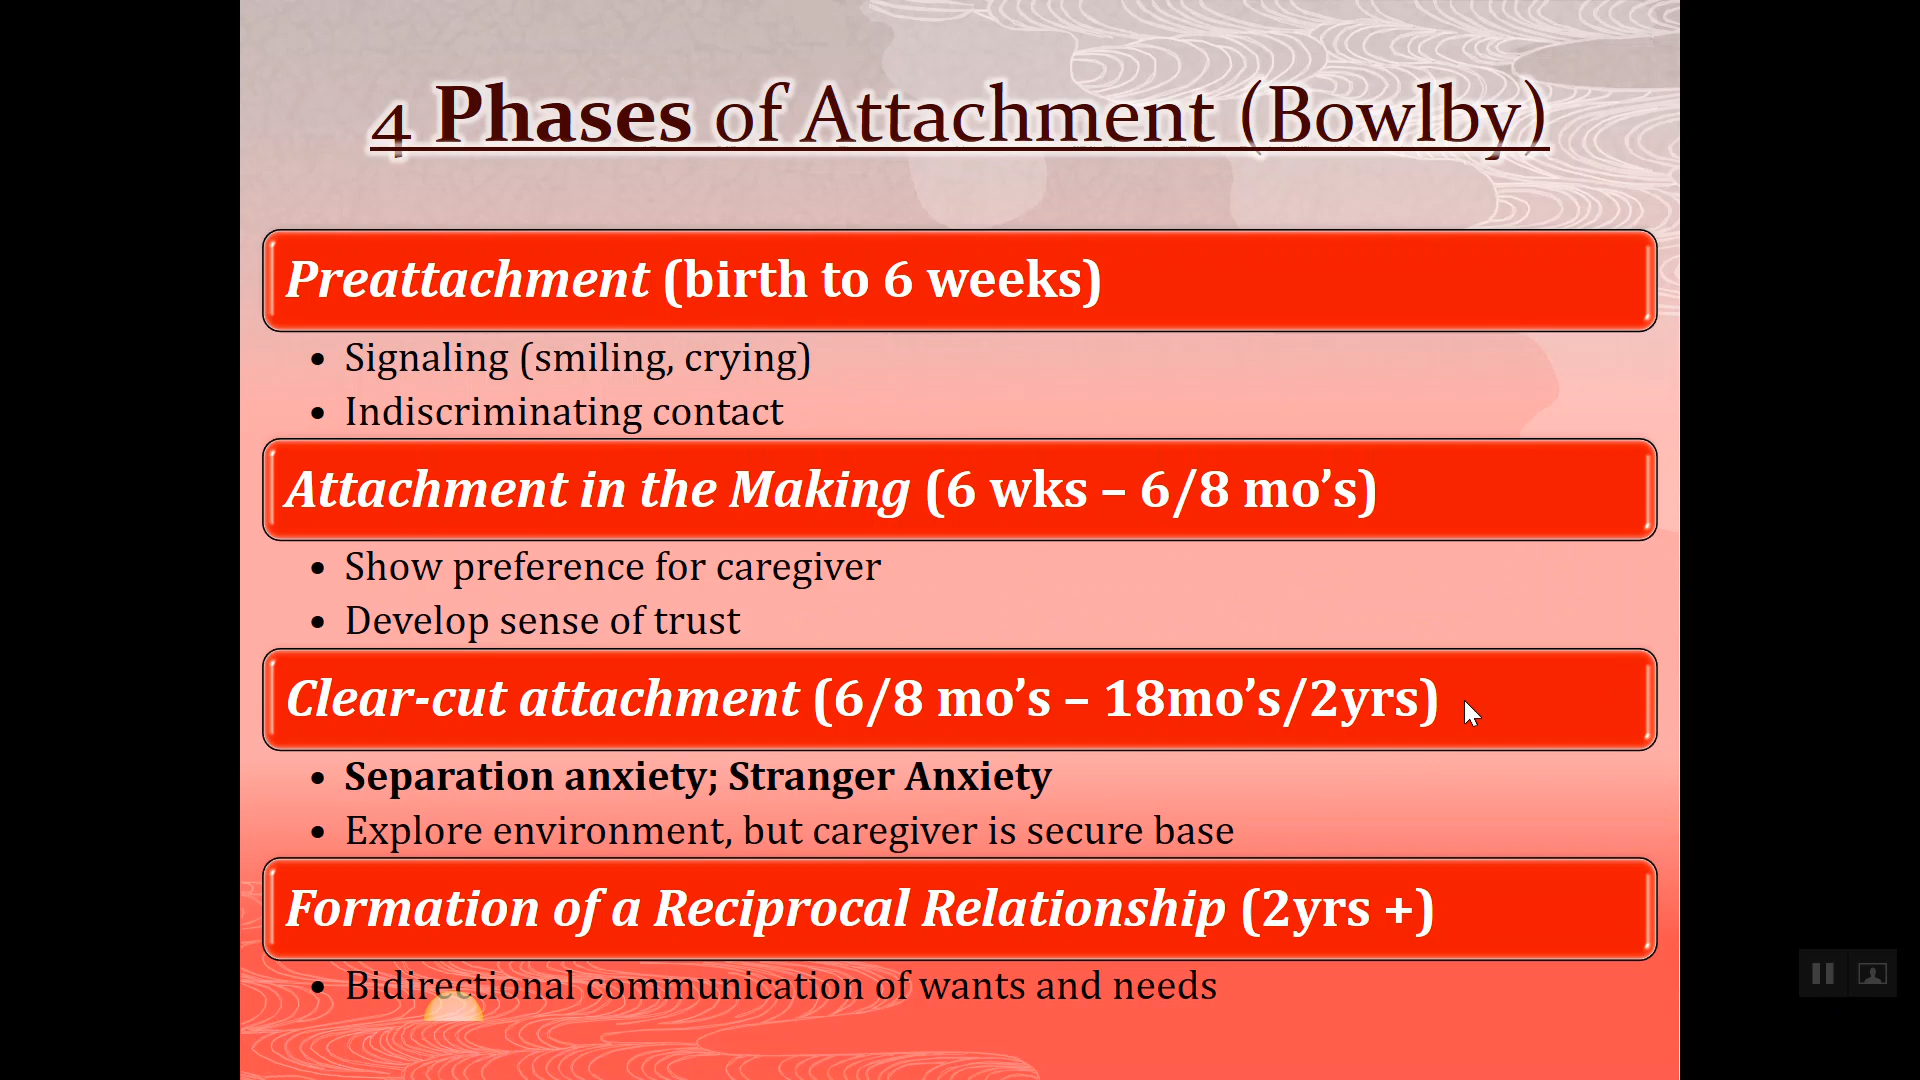 4 Phases of Attachment (Bowlby)
Preattachment (birth to 6 weeks)
• Signaling (smiling, crying)
• Indiscriminating contact
Attachment in the Making (6 wks – 6/8 mo’s)
• Show preference for caregiver
• Develop sense of trust
Clear-cut attachment (6/8 mo’s – 18mo’s/2yrs)
• Separation anxiety; Stranger Anxiety
• Explore environment, but caregiver is secure base
Formation of a Reciprocal Relationship (2yrs +)
• Bidirectional communication of wants and needs